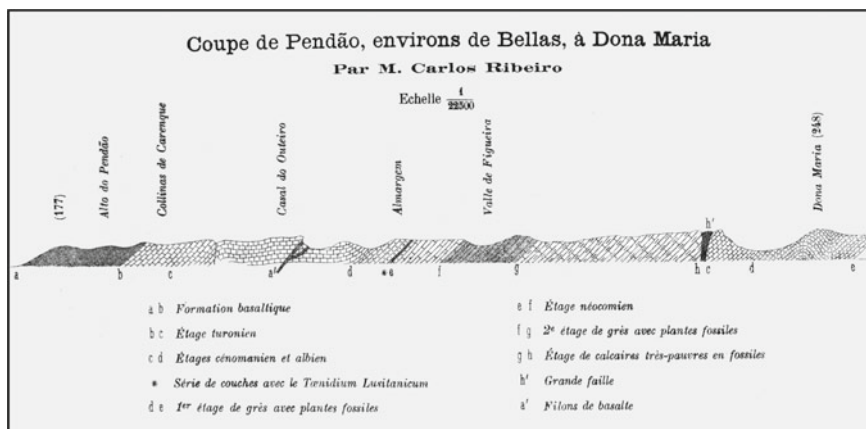 Coupe de Pendão, environs de Bellas, à Dona Maria
Par M. Carlos Ribeiro
Echelle 1/22500
(177)
Alto do Pendão
Collinas de Carenque
Casal do Outeiro
Almargem
Valle de Figueira
Dona Maria (248)
h'
a b c a' d *e f g h c d e
a b Formation basaltique
b c Étage turonien
c d Étages cénomanien et albien
* Série de couches avec le Tœnidium Lusitanicum
d e 1er étage de grès avec plantes fossiles
e f Étage néocomien
f g 2e étage de grès avec plantes fossiles
g h Étage de calcaires très-pauvres en fossiles
h' Grande faille
a' Filons de basalte